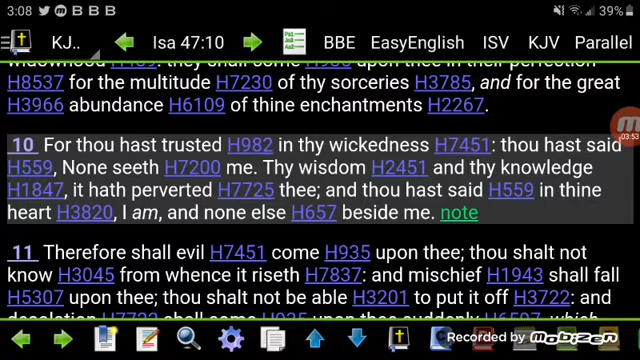 3:08 39%
KJ.. Isa 47:10 BBE EasyEnglish ISV KJV Parallel
H8537 for the multitude H7230 of thy sorceries H3785, and for the great
H3966 abundance H6109 of thine enchantments H2267.
10 For thou hast trusted H982 in thy wickedness H7451: thou hast said
H559, None seeth H7200 me. Thy wisdom H2451 and thy knowledge
H1847, it hath perverted H7725 thee; and thou hast said H559 in thine
heart H3820, I am, and none else H657 beside me. note
03:53
11 Therefore shall evil H7451 come H935 upon thee; thou shalt not
know H3045 from whence it riseth H7837: and mischief H1943 shall fall
H5307 upon thee; thou shalt not be able H3201 to put it off H3722: and
Recorded by mobizen